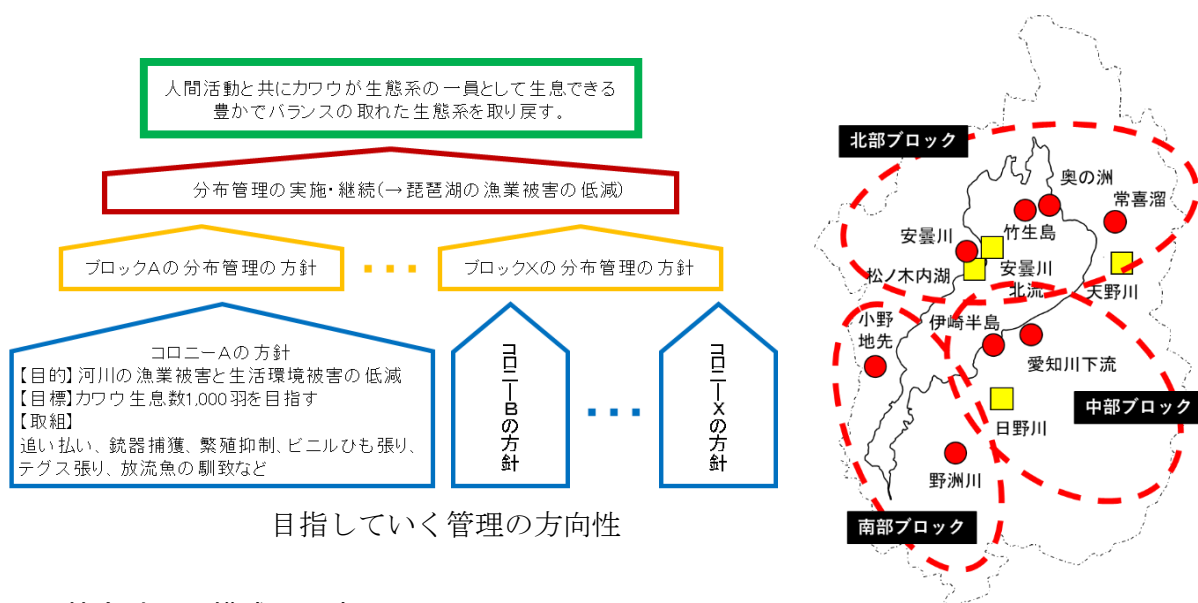 人間活動と共にカワウが生態系の一員として生息できる
豊かでバランスの取れた生態系を取り戻す。
分布管理の実施・継続(→琵琶湖の漁業被害の低減)
ブロックAの分布管理の方針
ブロックXの分布管理の方針
コロニーAの方針
【目的】河川の漁業被害と生活環境被害の低減
【目標】カワウ生息数1,000羽を目指す
【取組】
追い払い、銃器捕獲、繁殖抑制、ビニルひも張り、
テグス張り、放流魚の馴致など
コロニーBの方針
コロニーXの方針
目指していく管理の方向性
北部ブロック
奥の洲
常喜溜
竹生島
安曇川
松ノ木内湖
安曇川
北流
天野川
小野
地先
伊崎半島
愛知川下流
中部ブロック
日野川
野洲川
南部ブロック